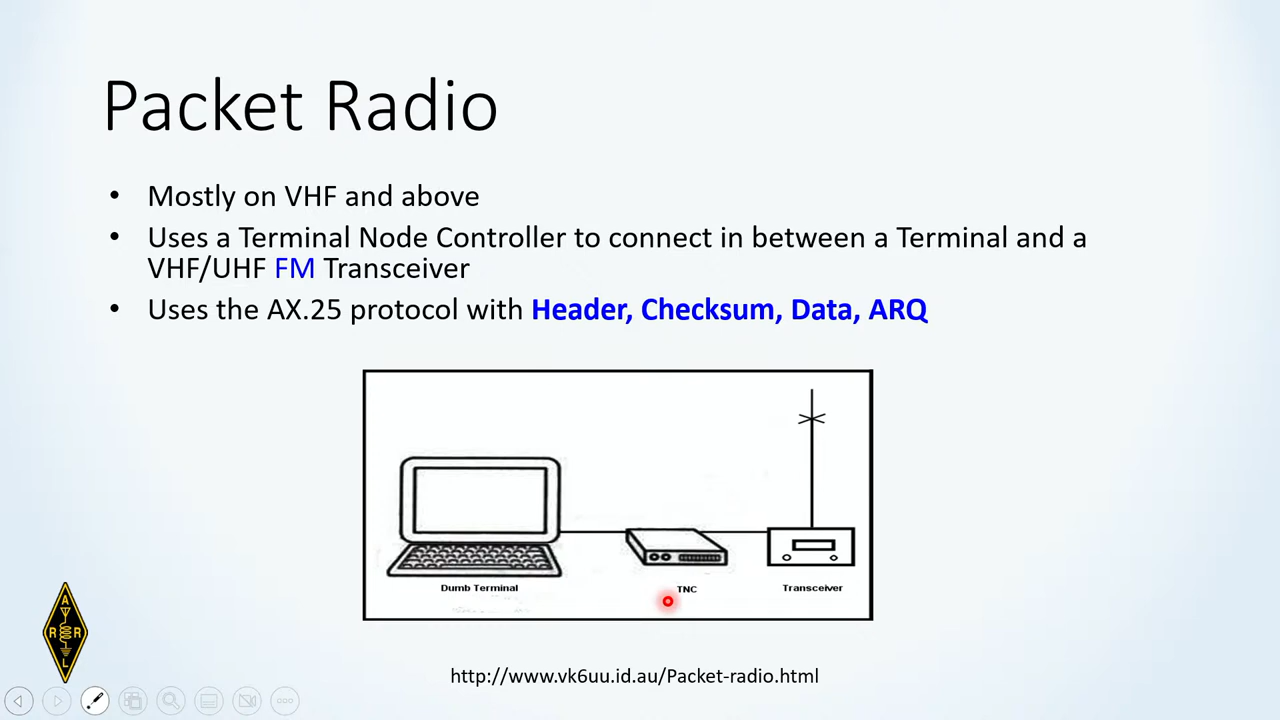 Packet Radio
• Mostly on VHF and above
• Uses a Terminal Node Controller to connect in between a Terminal and a
VHF/UHF FM Transceiver
• Uses the AX.25 protocol with Header, Checksum, Data, ARQ
Dumb Terminal
TNC
Transceiver
A
R R
L
http://www.vk6uu.id.au/Packet-radio.html